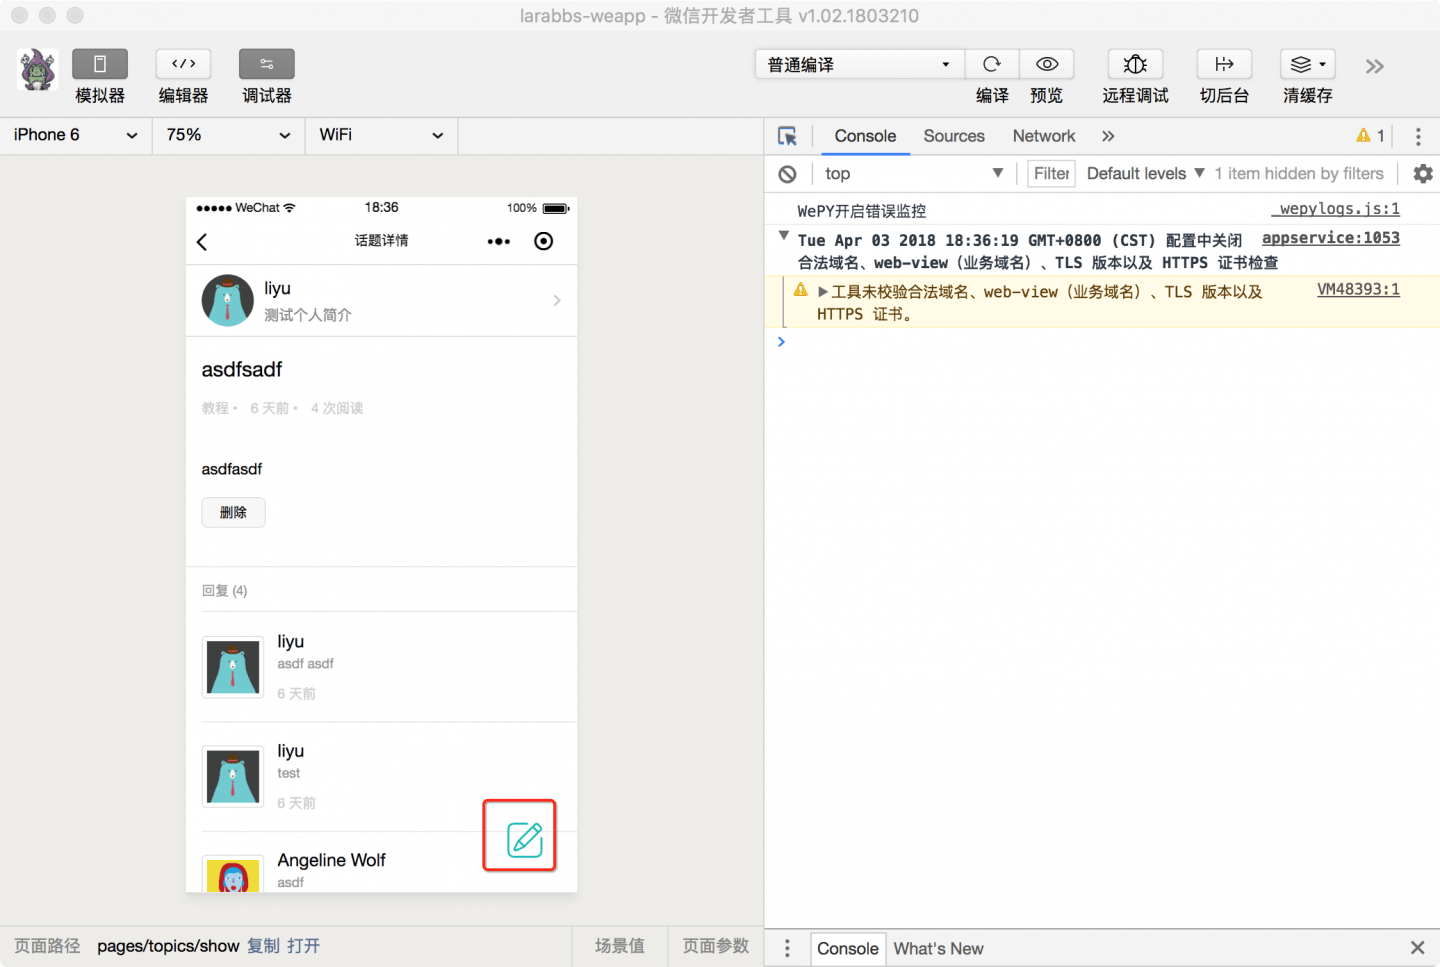 larabbs-weapp - 微信开发者工具 v1.02.1803210
模拟器
编辑器
调试器
普通编译
编译
预览
远程调试
切后台
清缓存
iPhone 6
75%
WiFi
WeChat
18:36
100%
话题详情
liyu
测试个人简介
asdfsadf
教程 • 6 天前 • 4 次阅读
asdfasdf
删除
回复 (4)
liyu
asdf asdf
6 天前
liyu
test
6 天前
Angeline Wolf
asdf
页面路径 pages/topics/show 复制 打开
场景值
页面参数
Console
Sources
Network
1
top
Filter
Default levels
1 item hidden by filters
WePY开启错误监控
_wepylogs.js:1
Tue Apr 03 2018 18:36:19 GMT+0800 (CST) 配置中关闭
appservice:1053
合法域名、web-view（业务域名）、TLS 版本以及 HTTPS 证书检查
工具未校验合法域名、web-view（业务域名）、TLS 版本以及
VM48393:1
HTTPS 证书。
Console
What's New